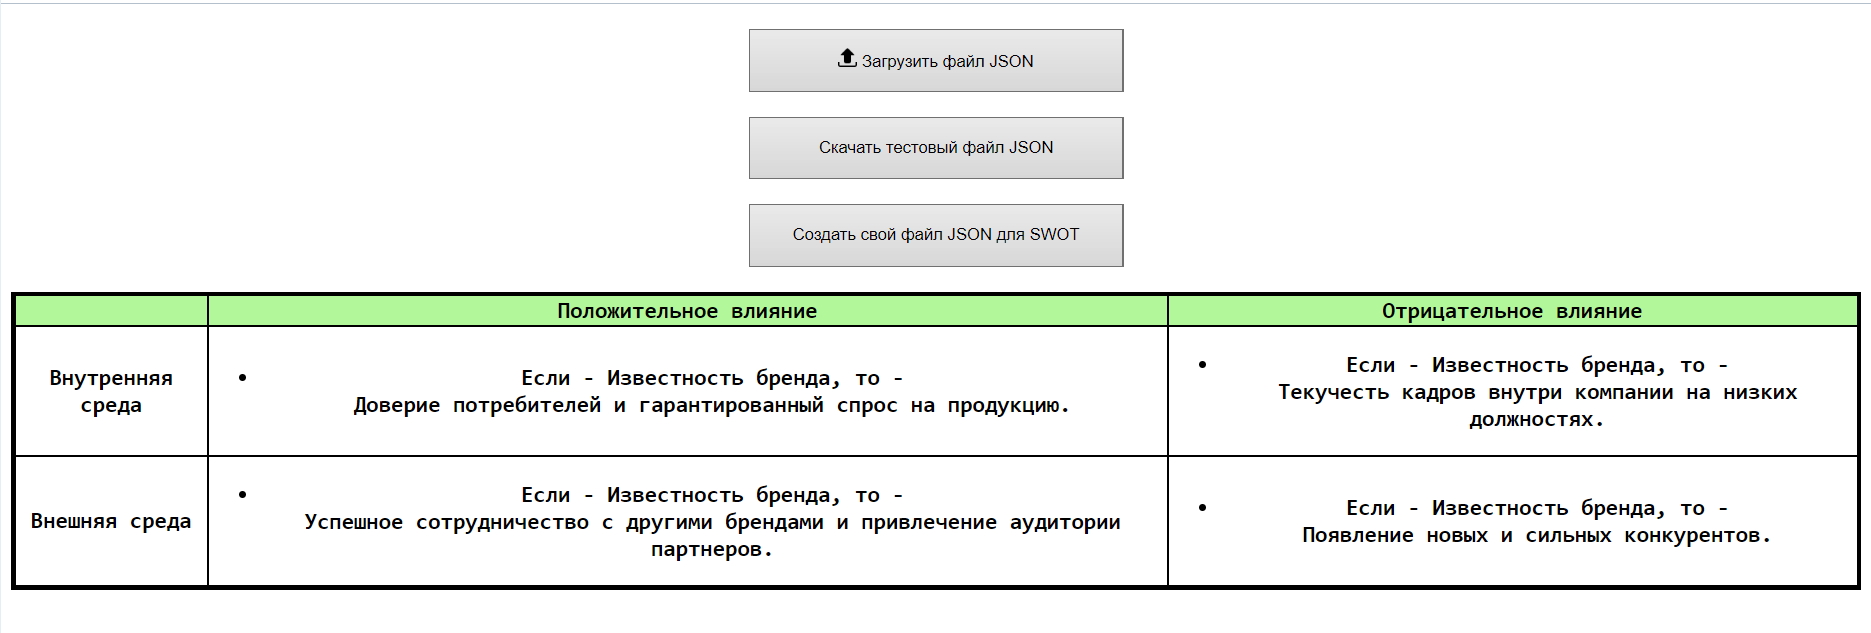 Загрузить файл JSON
Скачать тестовый файл JSON
Создать свой файл JSON для SWOT
Положительное влияние
Отрицательное влияние
Внутренняя
среда
Если - Известность бренда, то -
Доверие потребителей и гарантированный спрос на продукцию.
Если - Известность бренда, то -
Текучесть кадров внутри компании на низких
должностях.
Внешняя среда
Если - Известность бренда, то -
Успешное сотрудничество с другими брендами и привлечение аудитории
партнеров.
Если - Известность бренда, то -
Появление новых и сильных конкурентов.